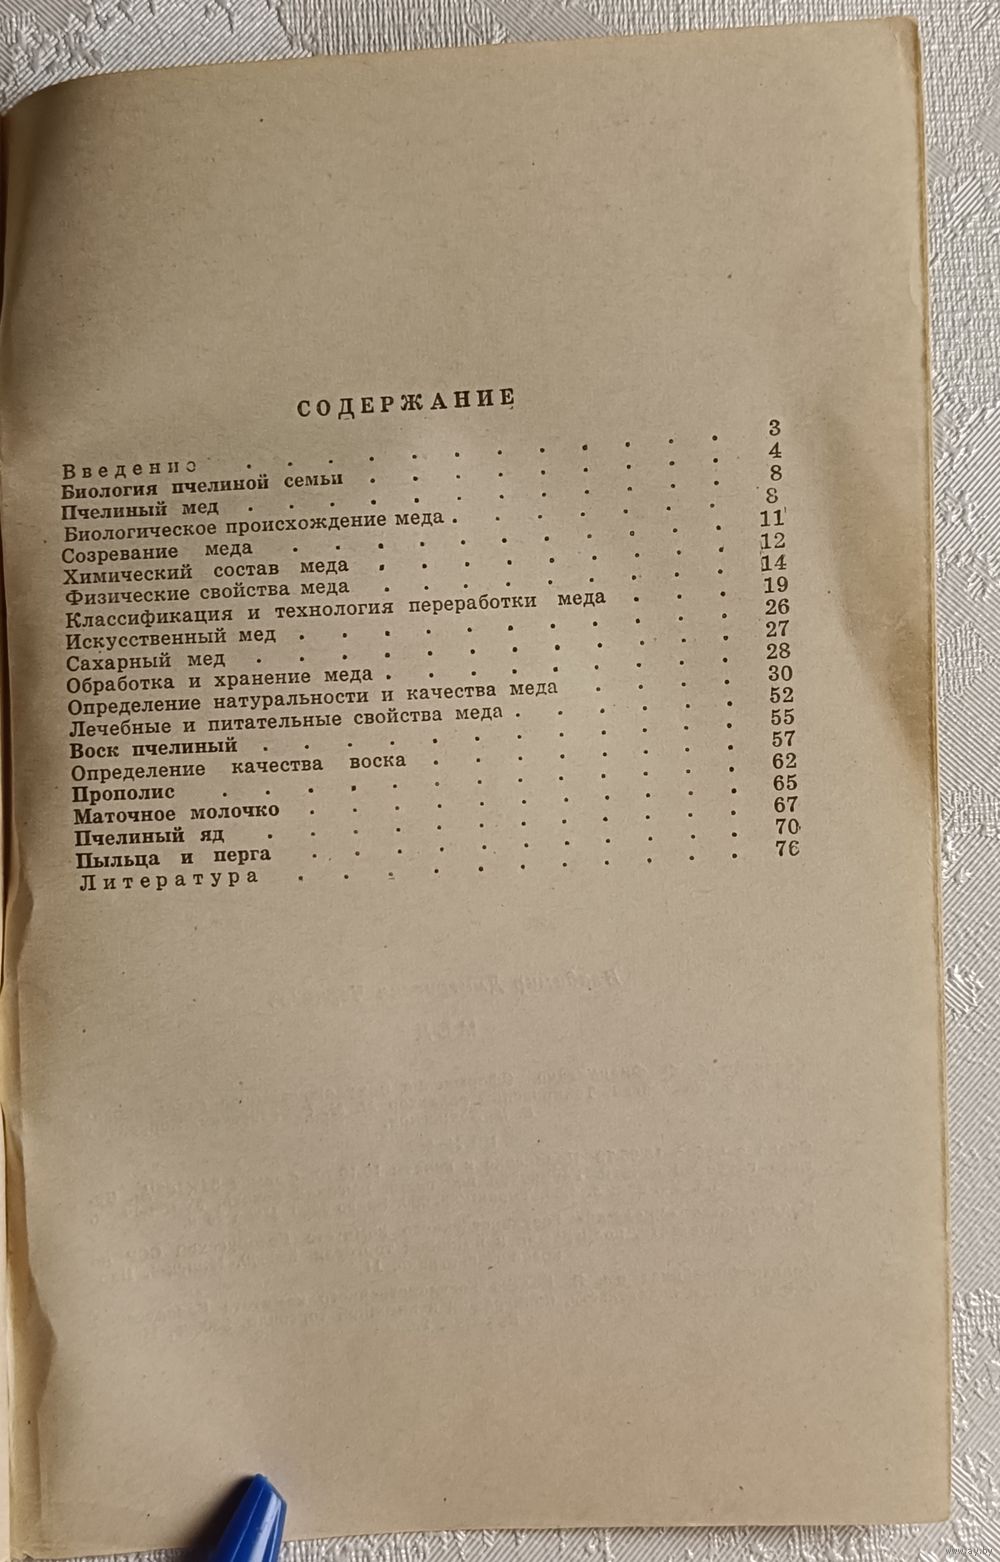 СОДЕРЖАНИЕ
Введение . . . . . . . . . . . . 3
Биология пчелиной семьи . . . . . . . . . 4
Пчелиный мед . . . . . . . . . . . . 8
Биологическое происхождение меда . . . . . . . 8
Созревание меда . . . . . . . . . . . 11
Химический состав меда . . . . . . . . . 12
Физические свойства меда . . . . . . . . . 14
Классификация и технология переработки меда . . . 19
Искусственный мед . . . . . . . . . . . 26
Сахарный мед . . . . . . . . . . . . 27
Обработка и хранение меда . . . . . . . . . 28
Определение натуральности и качества меда . . . . 30
Лечебные и питательные свойства меда . . . . . . 52
Воск пчелиный . . . . . . . . . . . . 55
Определение качества воска . . . . . . . . 57
Прополис . . . . . . . . . . . . . 62
Маточное молочко . . . . . . . . . . . 65
Пчелиный яд . . . . . . . . . . . . 67
Пыльца и перга . . . . . . . . . . . 70
Литература . . . . . . . . . . . 76
www.ay.by